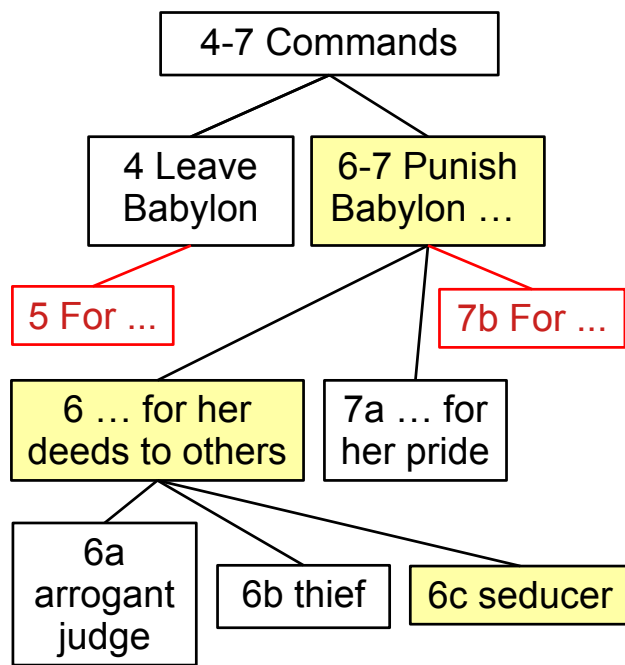 4-7 Commands
4 Leave
Babylon
6-7 Punish
Babylon …
5 For ...
7b For ...
6 … for her
deeds to others
7a … for
her pride
6a
arrogant
judge
6b thief
6c seducer